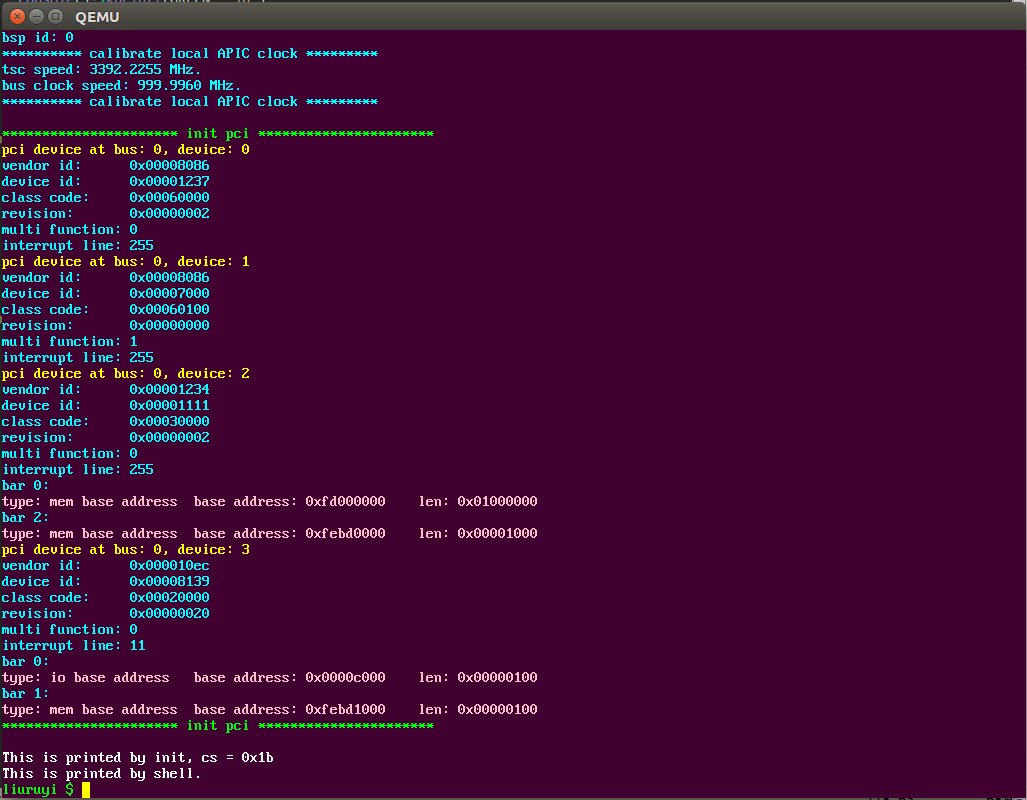 QEMU
bsp id: 0
********** calibrate local APIC clock *********
tsc speed: 3392.2255 MHz.
bus clock speed: 999.9960 MHz.
********** calibrate local APIC clock *********
********************** init pci **********************
pci device at bus: 0, device: 0
vendor id: 0x00008086
device id: 0x00001237
class code: 0x00060000
revision: 0x00000002
multi function: 0
interrupt line: 255
pci device at bus: 0, device: 1
vendor id: 0x00008086
device id: 0x00007000
class code: 0x00060100
revision: 0x00000000
multi function: 1
interrupt line: 255
pci device at bus: 0, device: 2
vendor id: 0x00001234
device id: 0x00001111
class code: 0x00030000
revision: 0x00000002
multi function: 0
interrupt line: 255
bar 0:
type: mem base address base address: 0xfd000000 len: 0x01000000
bar 2:
type: mem base address base address: 0xfebd0000 len: 0x00001000
pci device at bus: 0, device: 3
vendor id: 0x000010ec
device id: 0x00008139
class code: 0x00020000
revision: 0x00000020
multi function: 0
interrupt line: 11
bar 0:
type: io base address base address: 0x0000c000 len: 0x00000100
bar 1:
type: mem base address base address: 0xfebd1000 len: 0x00000100
********************** init pci **********************
This is printed by init, cs = 0x1b
This is printed by shell.
liuruyi $